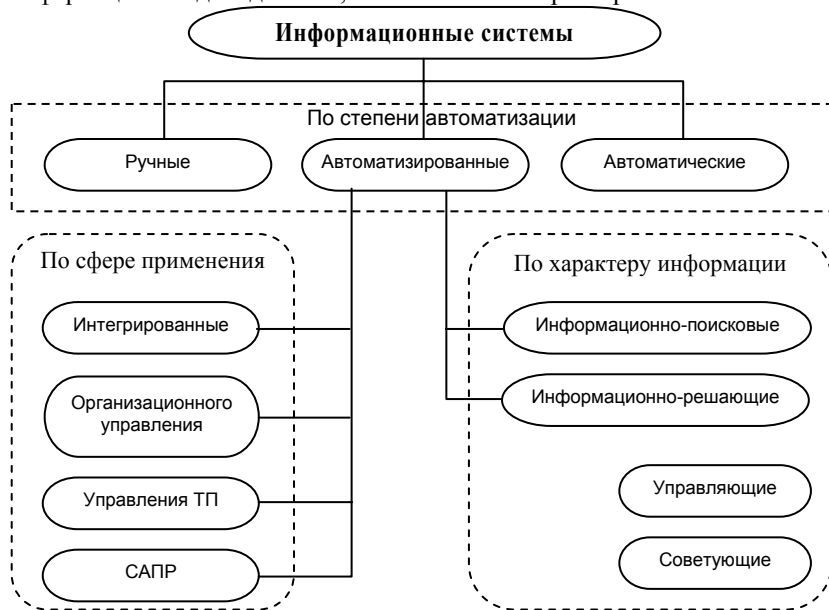 Информационные системы
По степени автоматизации
Ручные
Автоматизированные
Автоматические
По сфере применения
Интегрированные
Организационного
управления
Управления ТП
САПР
По характеру информации
Информационно-поисковые
Информационно-решающие
Управляющие
Советующие